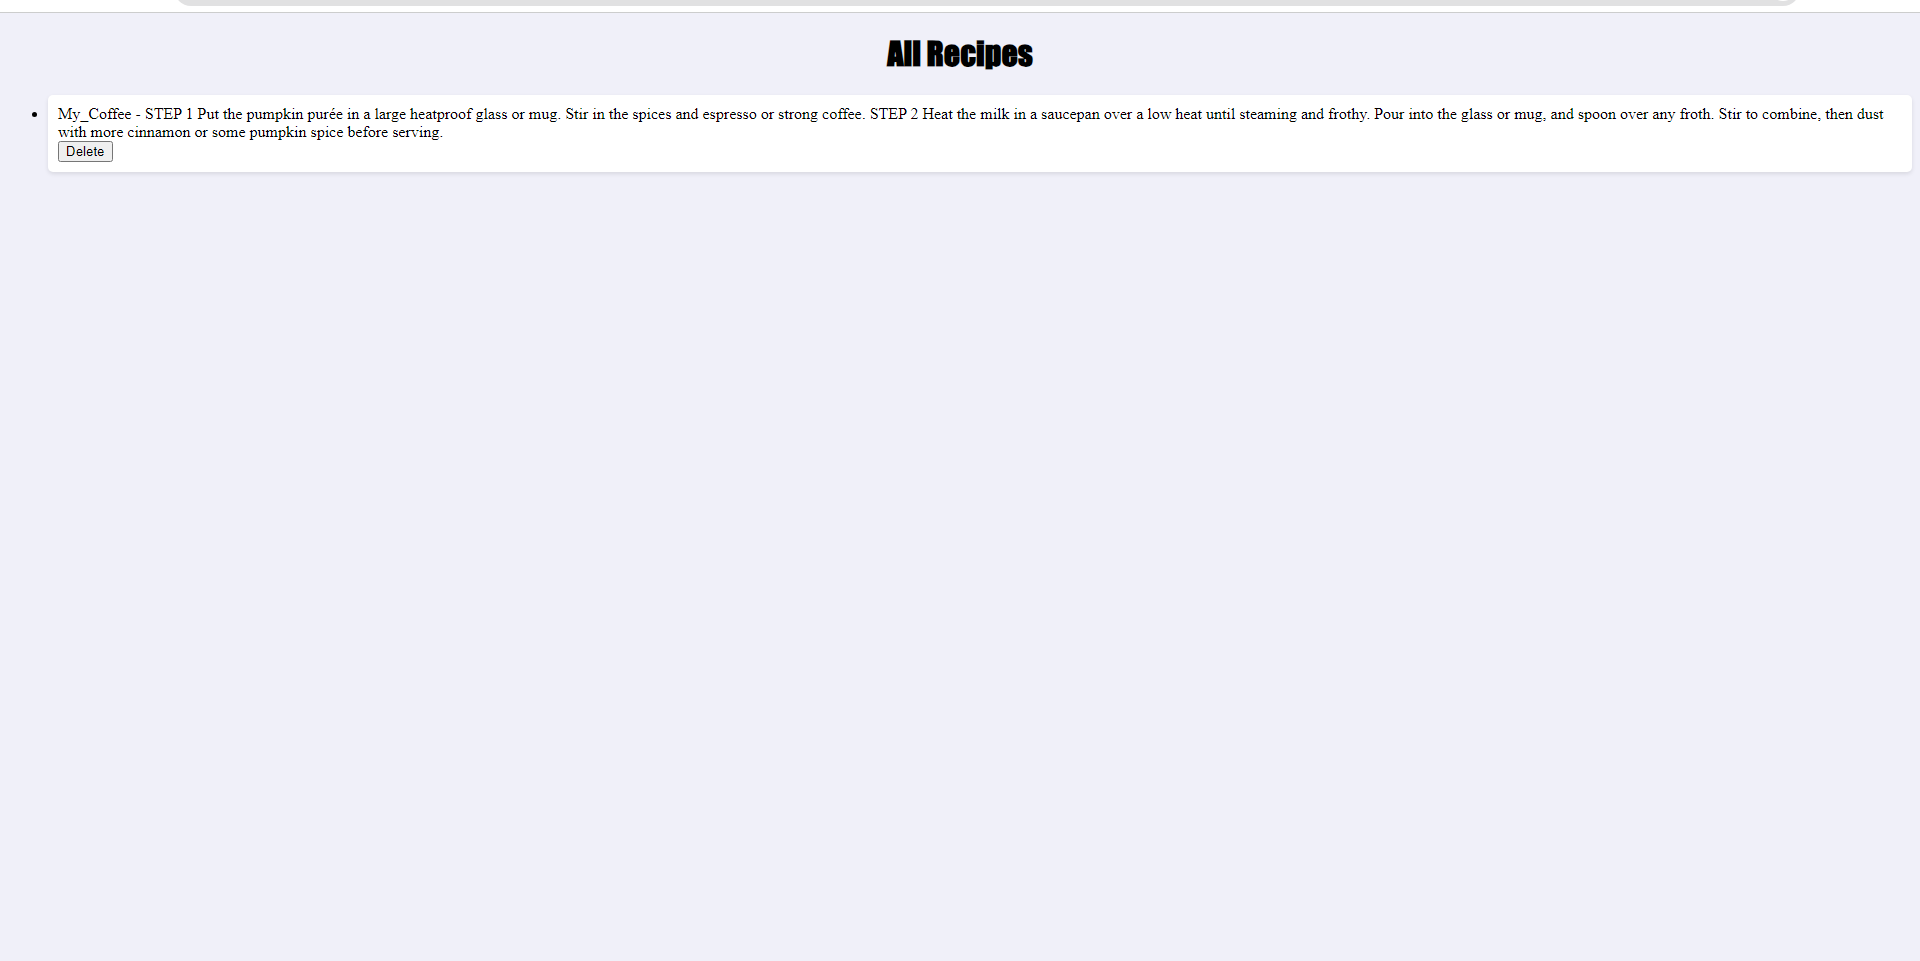 All Recipes
My_Coffee - STEP 1 Put the pumpkin purée in a large heatproof glass or mug. Stir in the spices and espresso or strong coffee. STEP 2 Heat the milk in a saucepan over a low heat until steaming and frothy. Pour into the glass or mug, and spoon over any froth. Stir to combine, then dust
with more cinnamon or some pumpkin spice before serving.
Delete